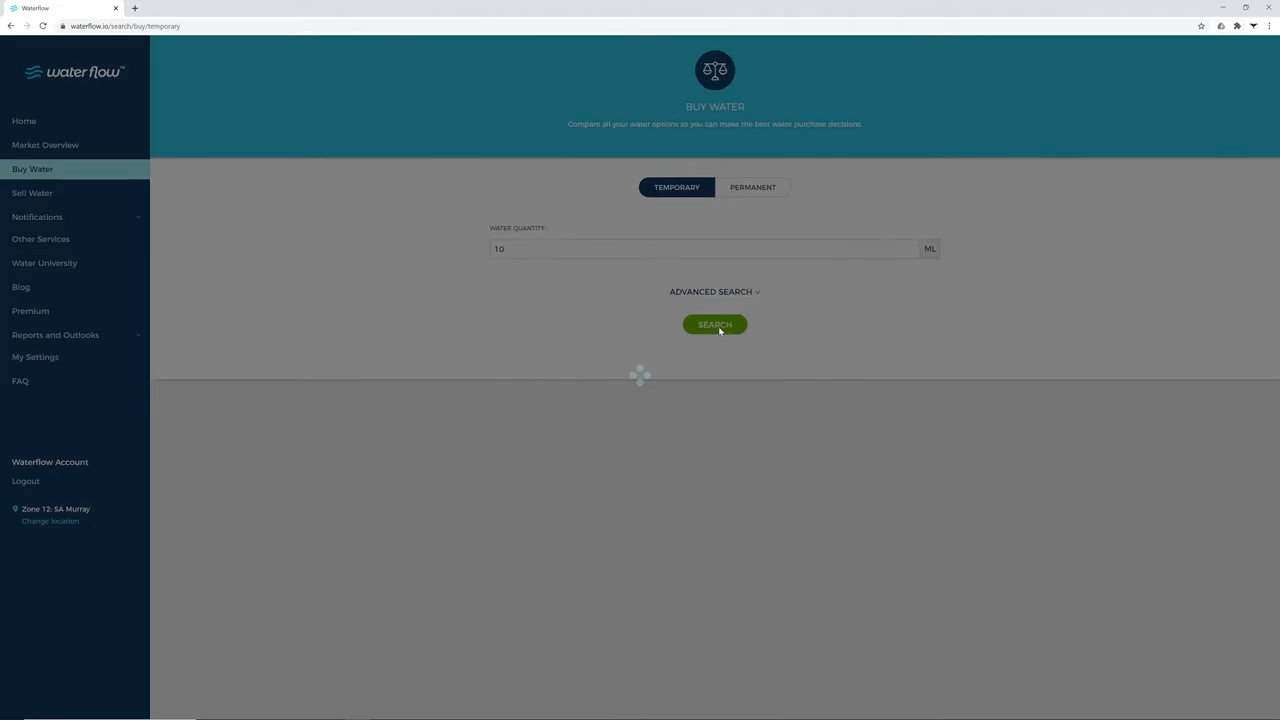 Waterflow
waterflow.io/search/buy/temporary
water flow™
Home
Market Overview
Buy Water
Sell Water
Notifications
Other Services
Water University
Blog
Premium
Reports and Outlooks
My Settings
FAQ
Waterflow Account
Logout
Zone 12: SA Murray
Change location
BUY WATER
Compare all your water options so you can make the best water purchase decisions.
TEMPORARY PERMANENT
WATER QUANTITY:
10 ML
ADVANCED SEARCH
SEARCH